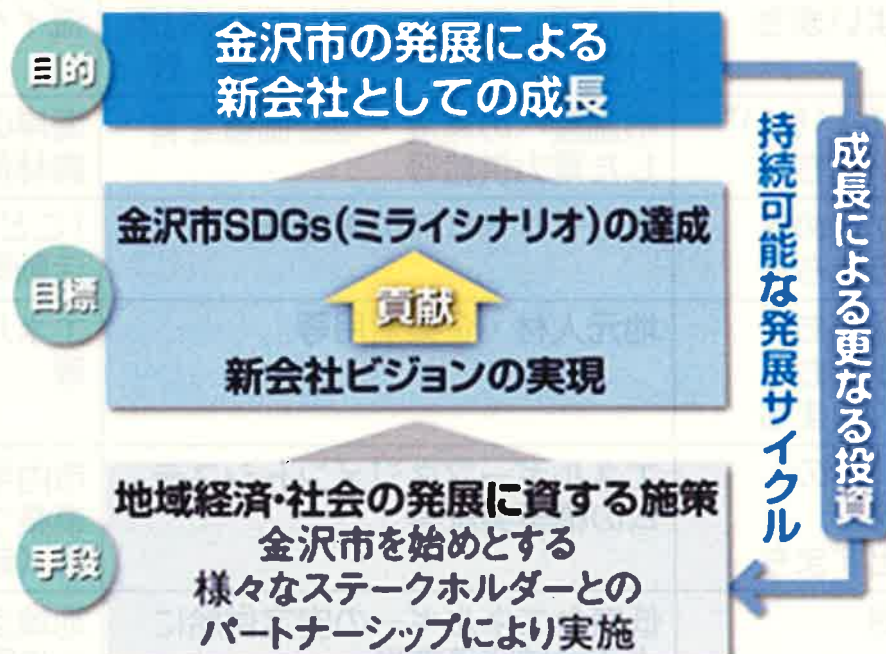 目的
金沢市の発展による
新会社としての成長
目標
金沢市SDGs(ミライシナリオ)の達成
貢献
新会社ビジョンの実現
手段
地域経済・社会の発展に資する施策
金沢市を始めとする
様々なステークホルダーとの
パートナーシップにより実施
持続可能な発展サイクル
成長による更なる投資